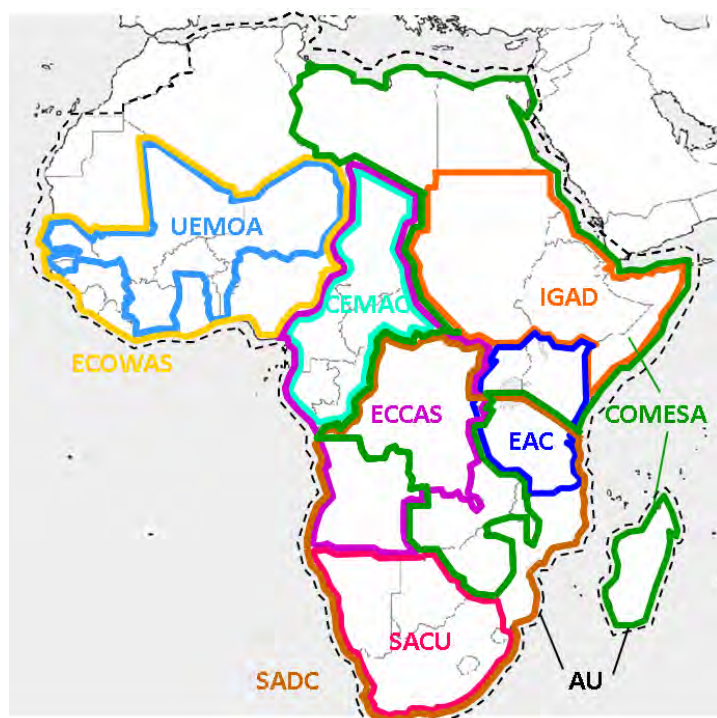 UEMOA
IGAD
CEMAC
ECOWAS
ECCAS
COMESA
EAC
SACU
SADC
AU